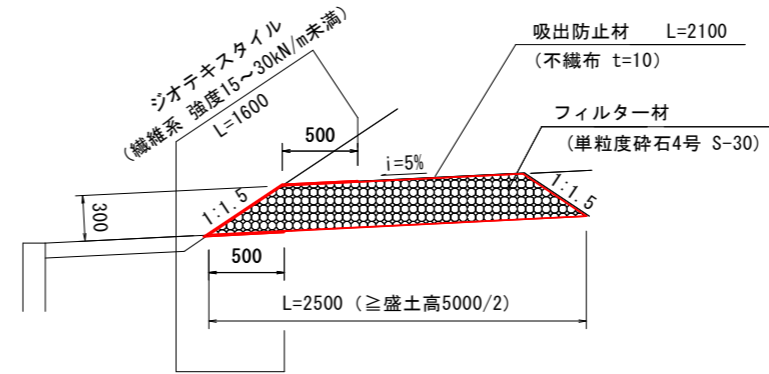 ジオテキスタイル
(繊維系 強度15～30kN/m未満)
L=1600
吸出防止材 L=2100
(不織布 t=10)
フィルター材
(単粒度砕石4号 S-30)
500
i=5%
1:1.5
1:1.5
300
500
L=2500 (≧盛土高5000/2)